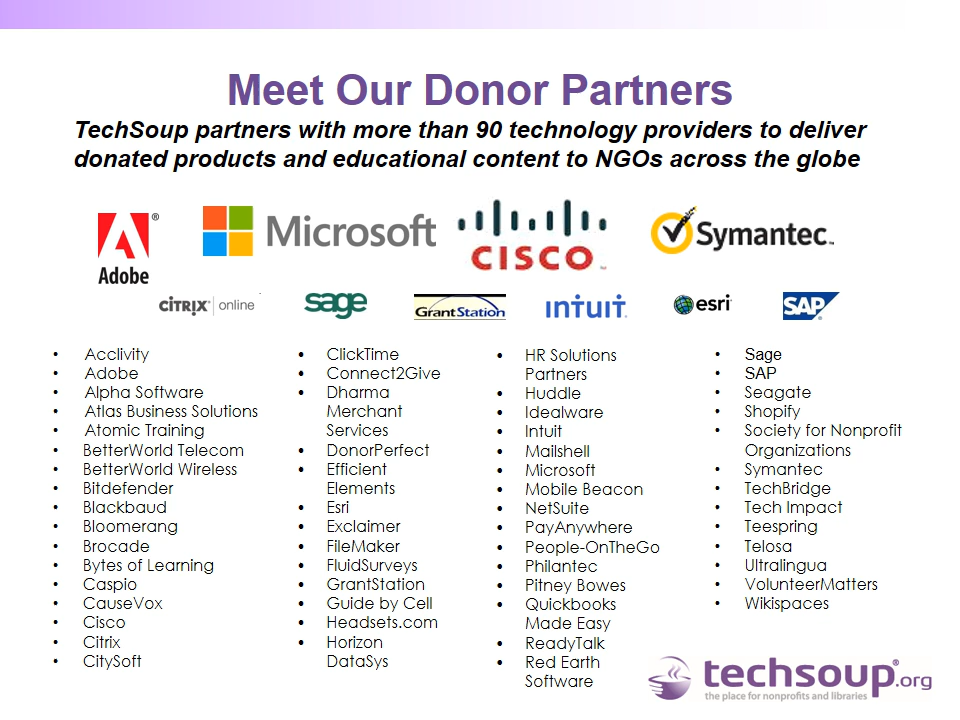 Meet Our Donor Partners
TechSoup partners with more than 90 technology providers to deliver
donated products and educational content to NGOs across the globe
Adobe®
Microsoft
CISCO™
Symantec™
CITRIX® | online
sage
GrantStation
INTUIT
esri
SAP
• Acclivity
• Adobe
• Alpha Software
• Atlas Business Solutions
• Atomic Training
• BetterWorld Telecom
• BetterWorld Wireless
• Bitdefender
• Blackbaud
• Bloomerang
• Brocade
• Bytes of Learning
• Caspio
• CauseVox
• Cisco
• Citrix
• CitySoft
• ClickTime
• Connect2Give
• Dharma
Merchant
Services
• DonorPerfect
• Efficient
Elements
• Esri
• Exclaimer
• FileMaker
• FluidSurveys
• GrantStation
• Guide by Cell
• Headsets.com
• Horizon
DataSys
• HR Solutions
Partners
• Huddle
• Idealware
• Intuit
• Mailshell
• Microsoft
• Mobile Beacon
• NetSuite
• PayAnywhere
• People-OnTheGo
• Philantec
• Pitney Bowes
• Quickbooks
Made Easy
• ReadyTalk
• Red Earth
Software
• Sage
• SAP
• Seagate
• Shopify
• Society for Nonprofit
Organizations
• Symantec
• TechBridge
• Tech Impact
• Teespring
• Telosa
• Ultralingua
• VolunteerMatters
• Wikispaces
techsoup®.org
the place for nonprofits and libraries